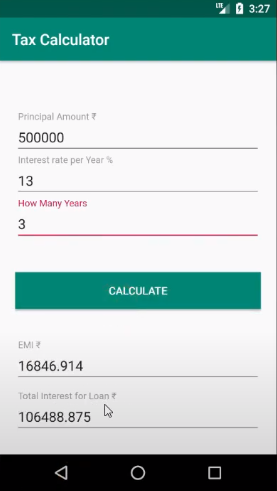 LTE 3:27
Tax Calculator
Principal Amount ₹
500000
Interest rate per Year %
13
How Many Years
3
CALCULATE
EMI ₹
16846.914
Total Interest for Loan ₹
106488.875